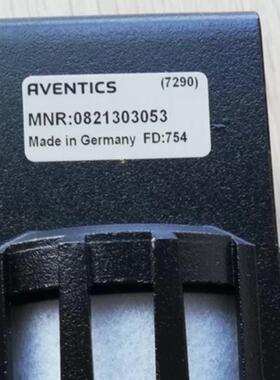 AVENTICS (7290)
MNR:0821303053
Made in Germany FD:754